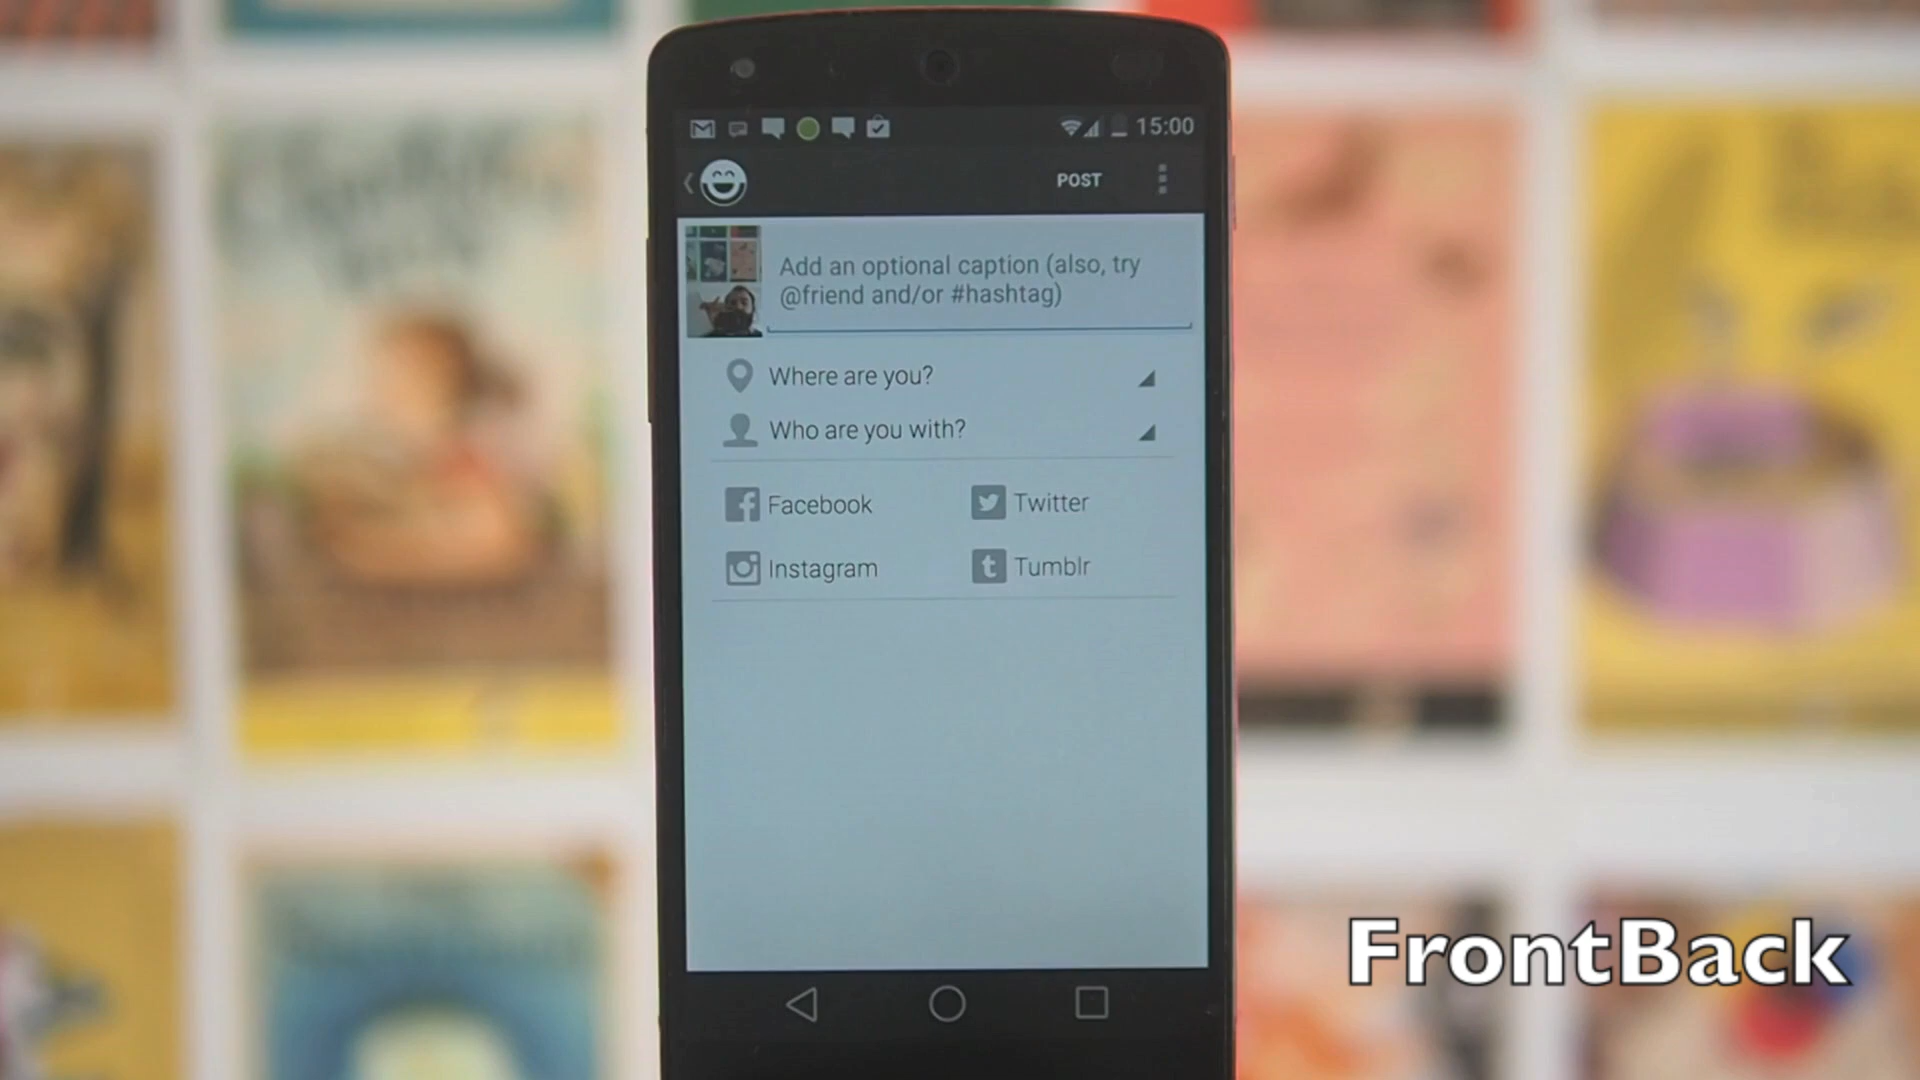 15:00
POST
Add an optional caption (also, try
@friend and/or #hashtag)
Where are you?
Who are you with?
Facebook
Twitter
Instagram
Tumblr
FrontBack